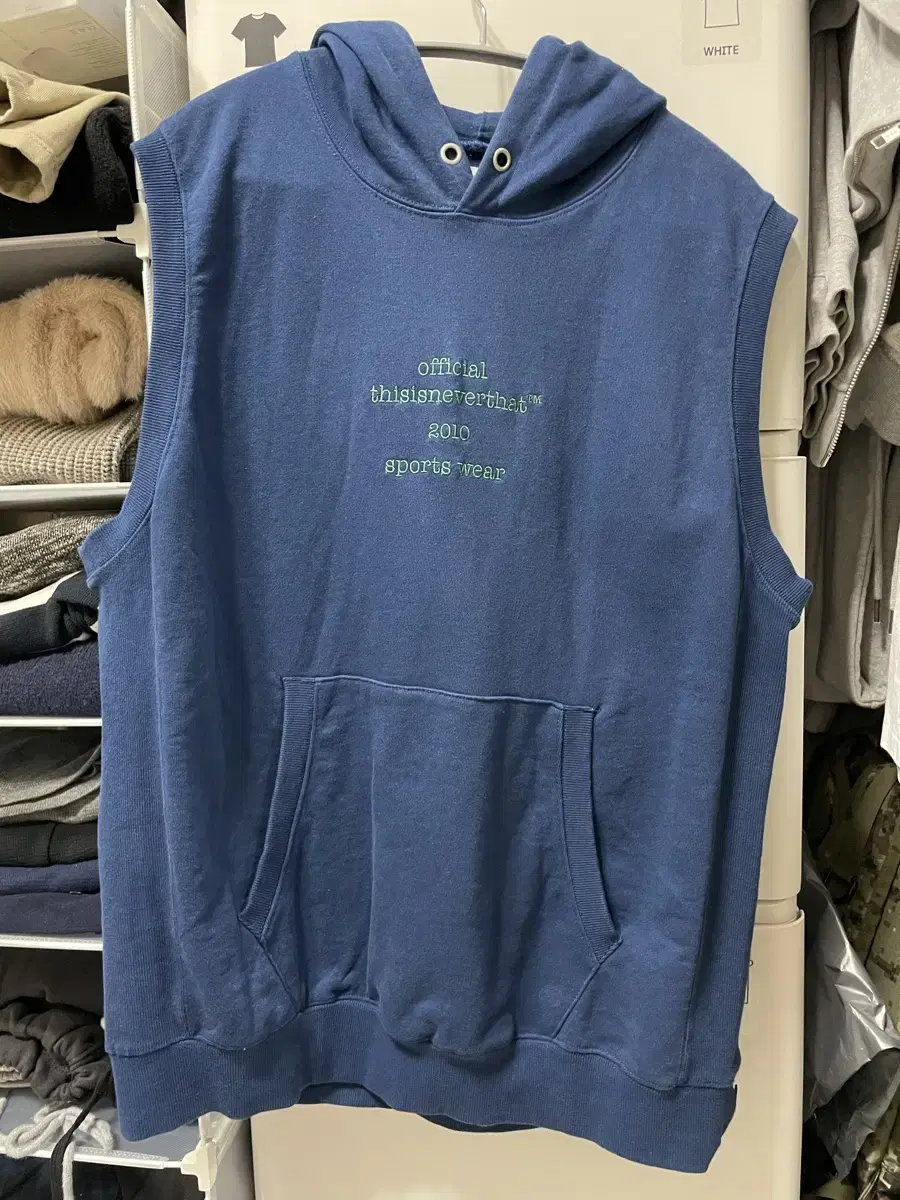 WHITE
official
thisisneverthat™
2010
sports wear